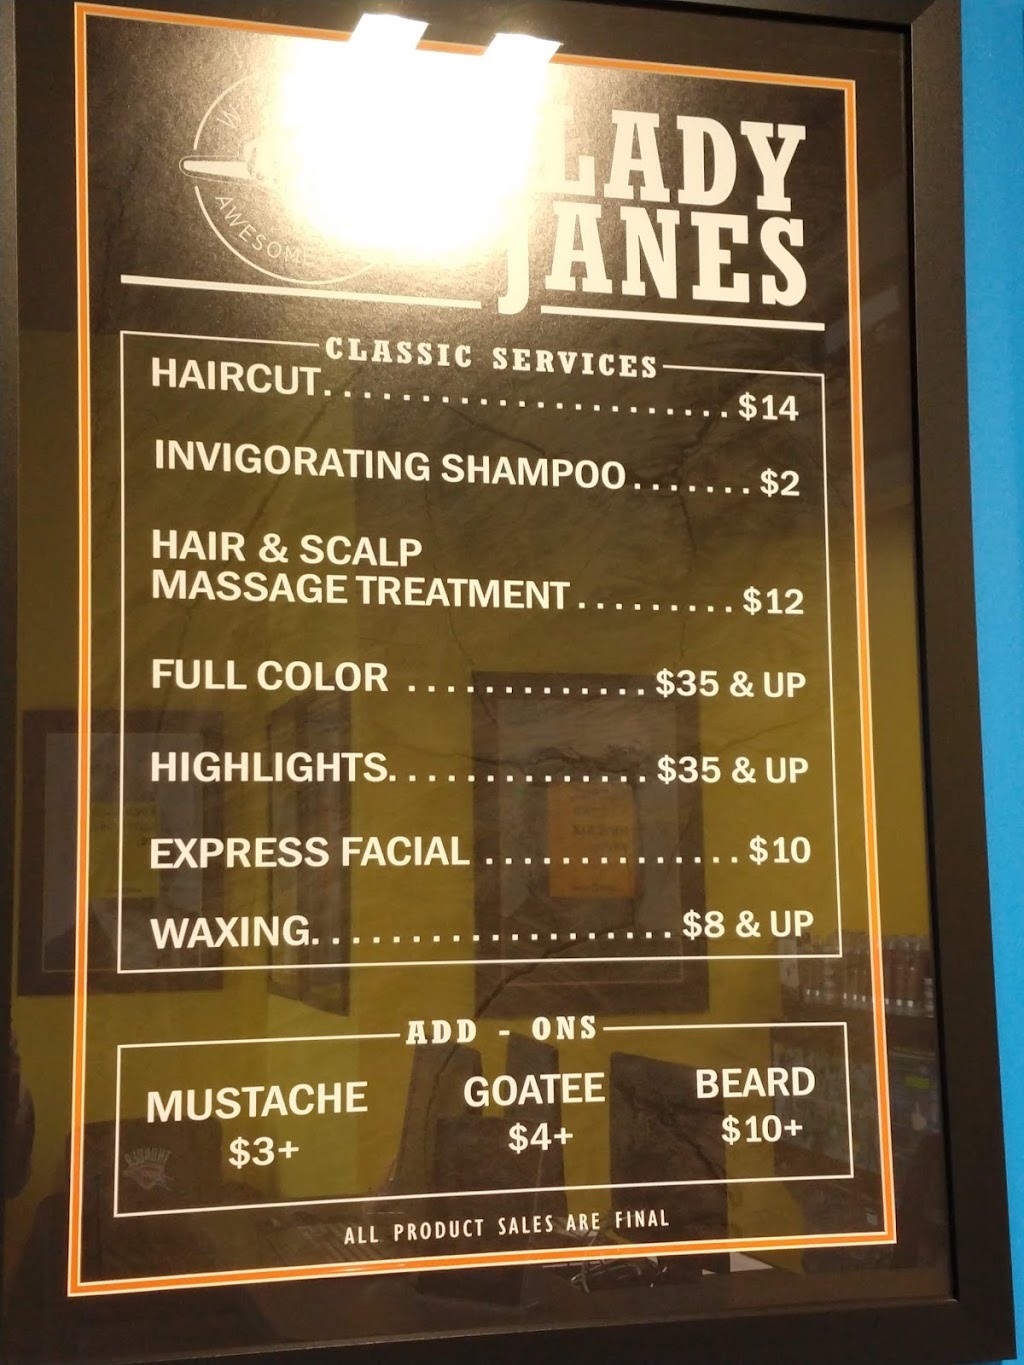 AWESOME
LADY
JANES
CLASSIC SERVICES
HAIRCUT. . . . . . . . . . . . . . . . . . . . . . $14
INVIGORATING SHAMPOO . . . . . . . $2
HAIR & SCALP
MASSAGE TREATMENT . . . . . . . . . $12
FULL COLOR . . . . . . . . . . . . . $35 & UP
HIGHLIGHTS. . . . . . . . . . . . . . $35 & UP
EXPRESS FACIAL . . . . . . . . . . . . . . $10
WAXING. . . . . . . . . . . . . . . . . . . . $8 & UP
ADD - ONS
MUSTACHE GOATEE BEARD
$3+ $4+ $10+
ALL PRODUCT SALES ARE FINAL
THUNDER